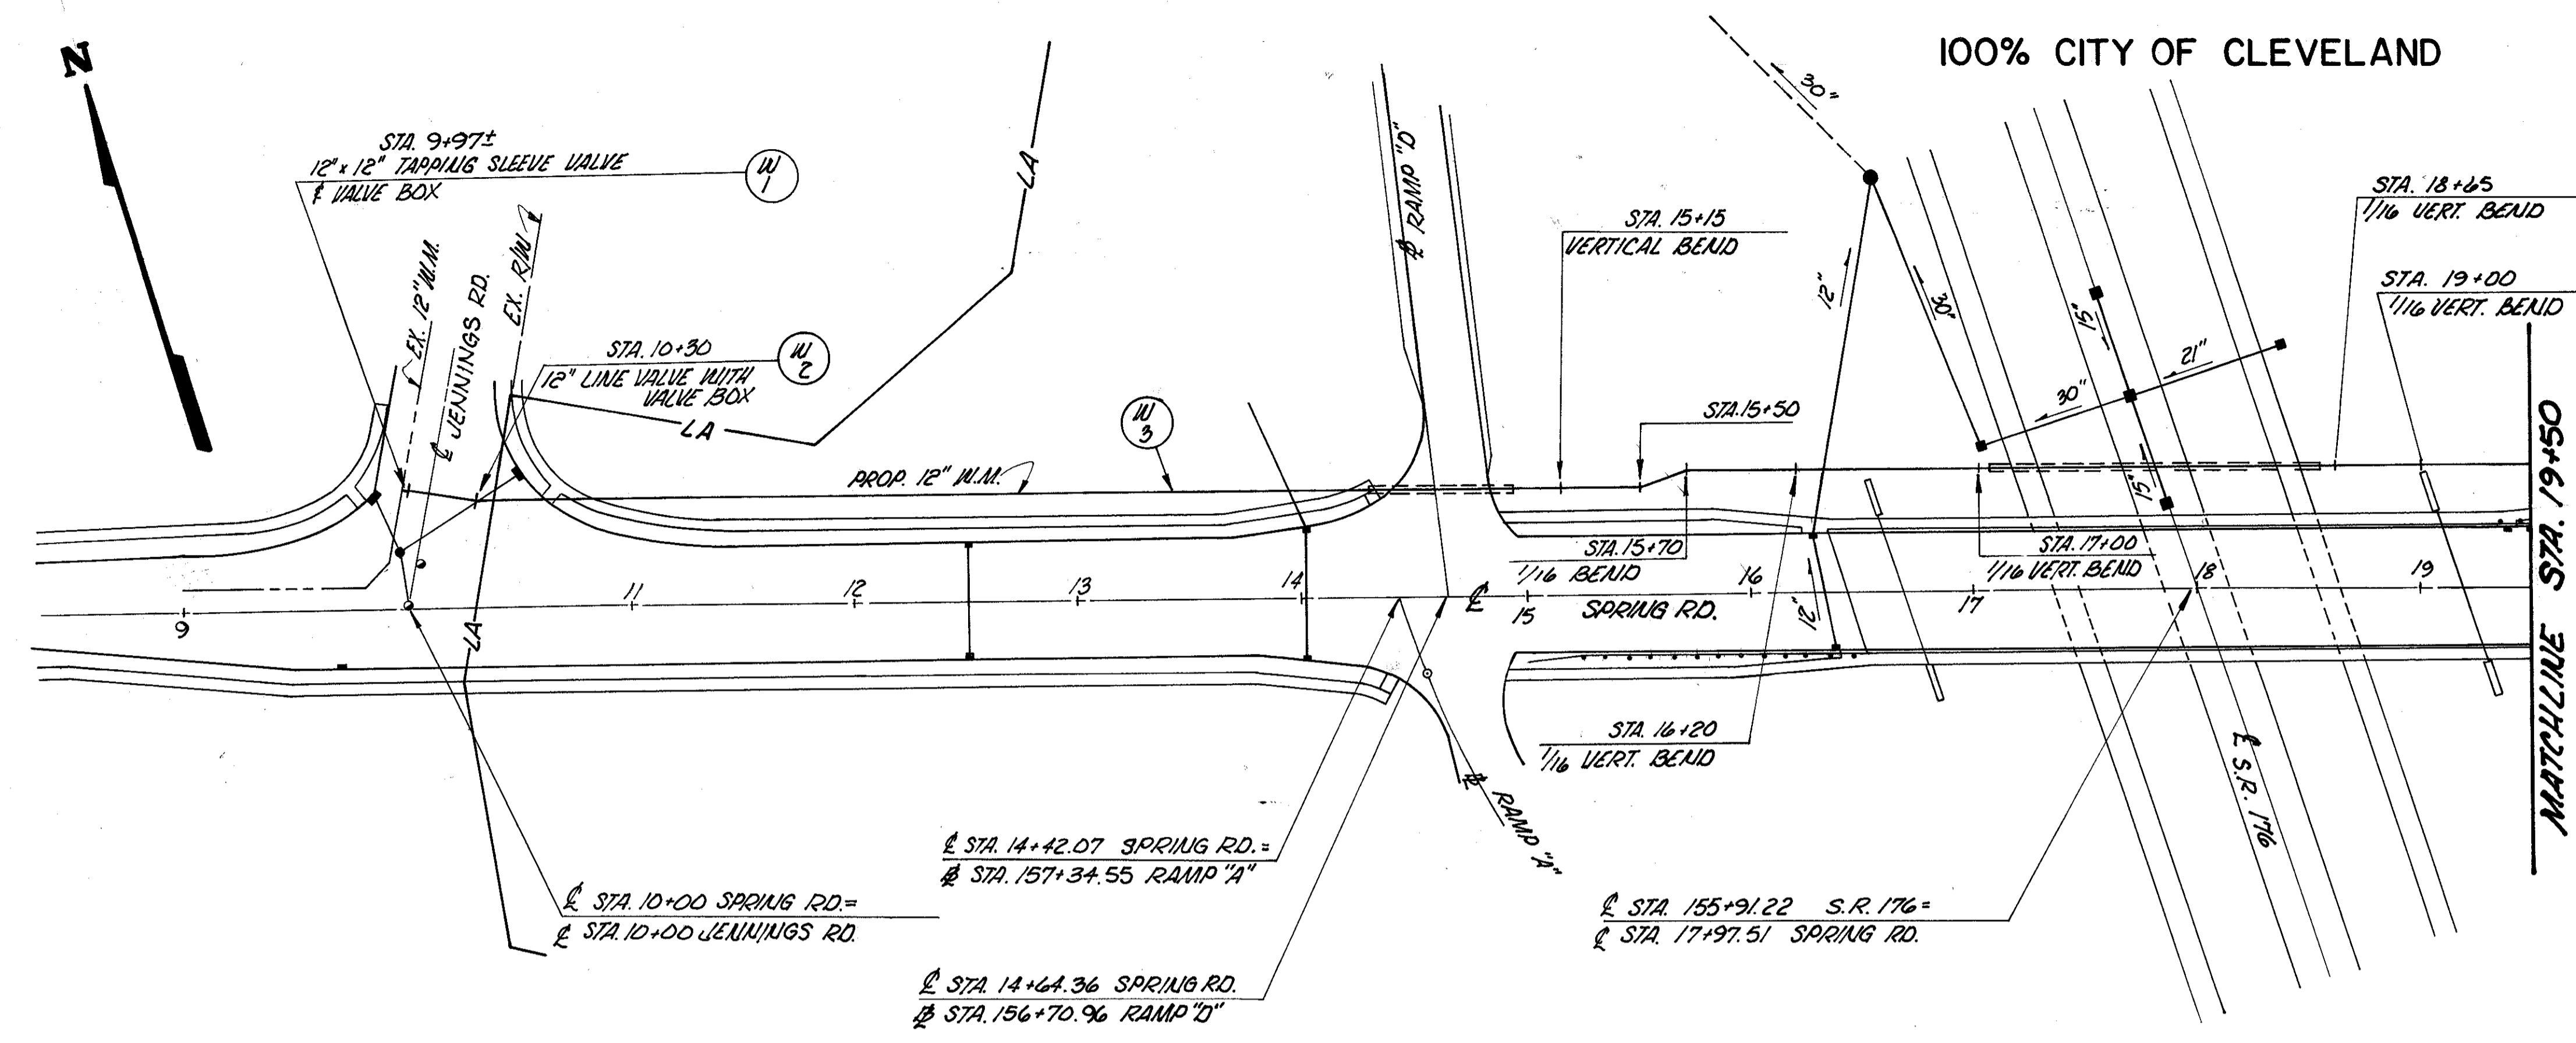 N
100% CITY OF CLEVELAND
STA. 9+97±
12" x 12" TAPPING SLEEVE VALVE
& VALVE BOX
W
1
EX. 12" W.M.
℄ JENNINGS RD.
EX. R/W
LA
LA
LA
STA. 10+30
12" LINE VALVE WITH
VALVE BOX
W
2
W
3
PROP. 12" W.M.
℄ RAMP "D"
STA. 15+15
VERTICAL BEND
STA. 15+50
30"
12"
30"
15"
21"
30"
15"
STA. 18+65
1/16 VERT. BEND
STA. 19+00
1/16 VERT. BEND
STA. 15+70
1/16 BEND
STA. 17+00
1/16 VERT. BEND
9
11
12
13
14
15
16
17
18
19
℄
SPRING RD.
12"
STA. 16+20
1/16 VERT. BEND
℄ S.R. 176
RAMP "A"
MATCHLINE STA. 19+50
℄ STA. 14+42.07 SPRING RD. =
℄ STA. 157+34.55 RAMP "A"
℄ STA. 10+00 SPRING RD. =
℄ STA. 10+00 JENNINGS RD.
℄ STA. 14+64.36 SPRING RD.
℄ STA. 156+70.96 RAMP "D"
℄ STA. 155+91.22 S.R. 176 =
℄ STA. 17+97.51 SPRING RD.